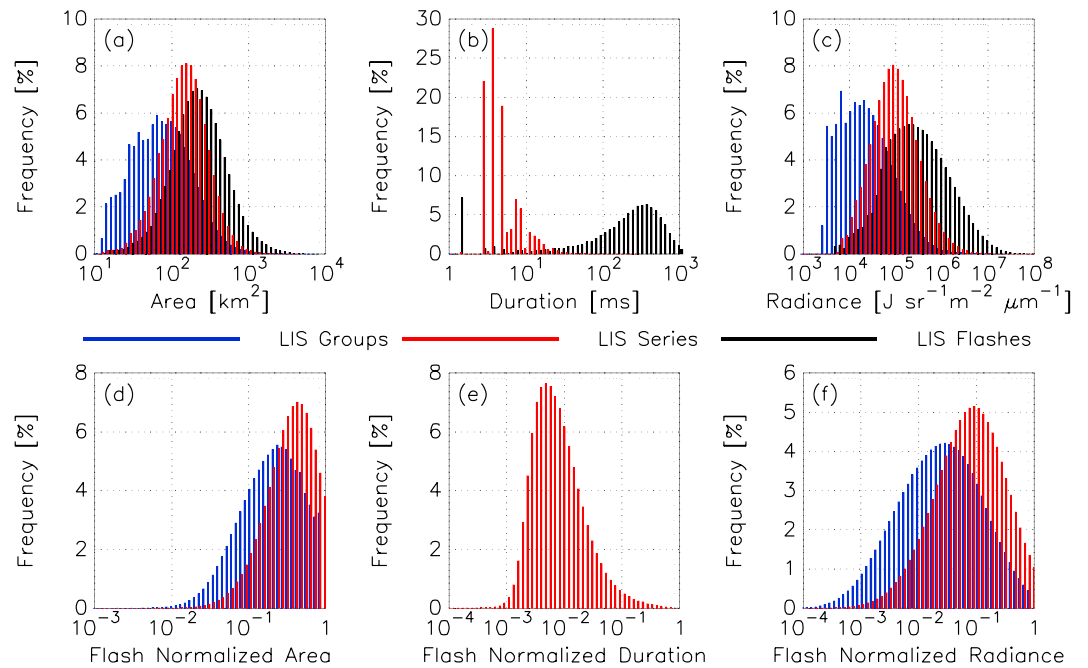 (a)
Frequency [%]
10
8
6
4
2
0
10^1 10^2 10^3 10^4
Area [km^2]
(b)
Frequency [%]
30
25
20
15
10
5
0
1 10^1 10^2 10^3
Duration [ms]
(c)
Frequency [%]
10
8
6
4
2
0
10^3 10^4 10^5 10^6 10^7 10^8
Radiance [J sr^-1 m^-2 μm^-1]
LIS Groups LIS Series LIS Flashes
(d)
Frequency [%]
8
6
4
2
0
10^-3 10^-2 10^-1 1
Flash Normalized Area
(e)
Frequency [%]
8
6
4
2
0
10^-4 10^-3 10^-2 10^-1 1
Flash Normalized Duration
(f)
Frequency [%]
6
5
4
3
2
1
0
10^-4 10^-3 10^-2 10^-1 1
Flash Normalized Radiance